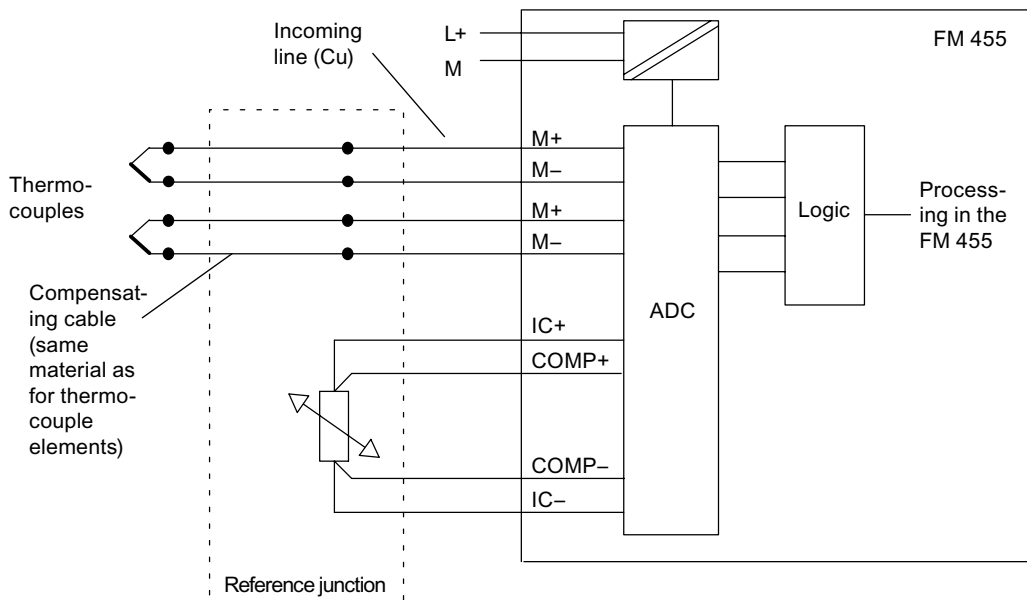 Incoming
line (Cu)
L+
M
FM 455
M+
M–
M+
M–
Thermo-
couples
Logic
Process-
ing in the
FM 455
Compensat-
ing cable
(same
material as
for thermo-
couple
elements)
ADC
IC+
COMP+
COMP–
IC–
Reference junction